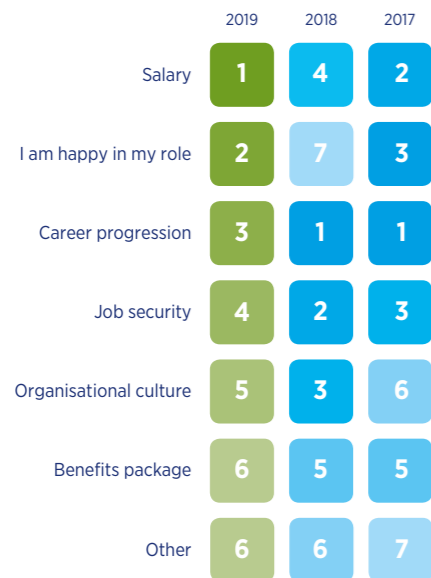 2019 2018 2017
Salary 1 4 2
I am happy in my role 2 7 3
Career progression 3 1 1
Job security 4 2 3
Organisational culture 5 3 6
Benefits package 6 5 5
Other 6 6 7